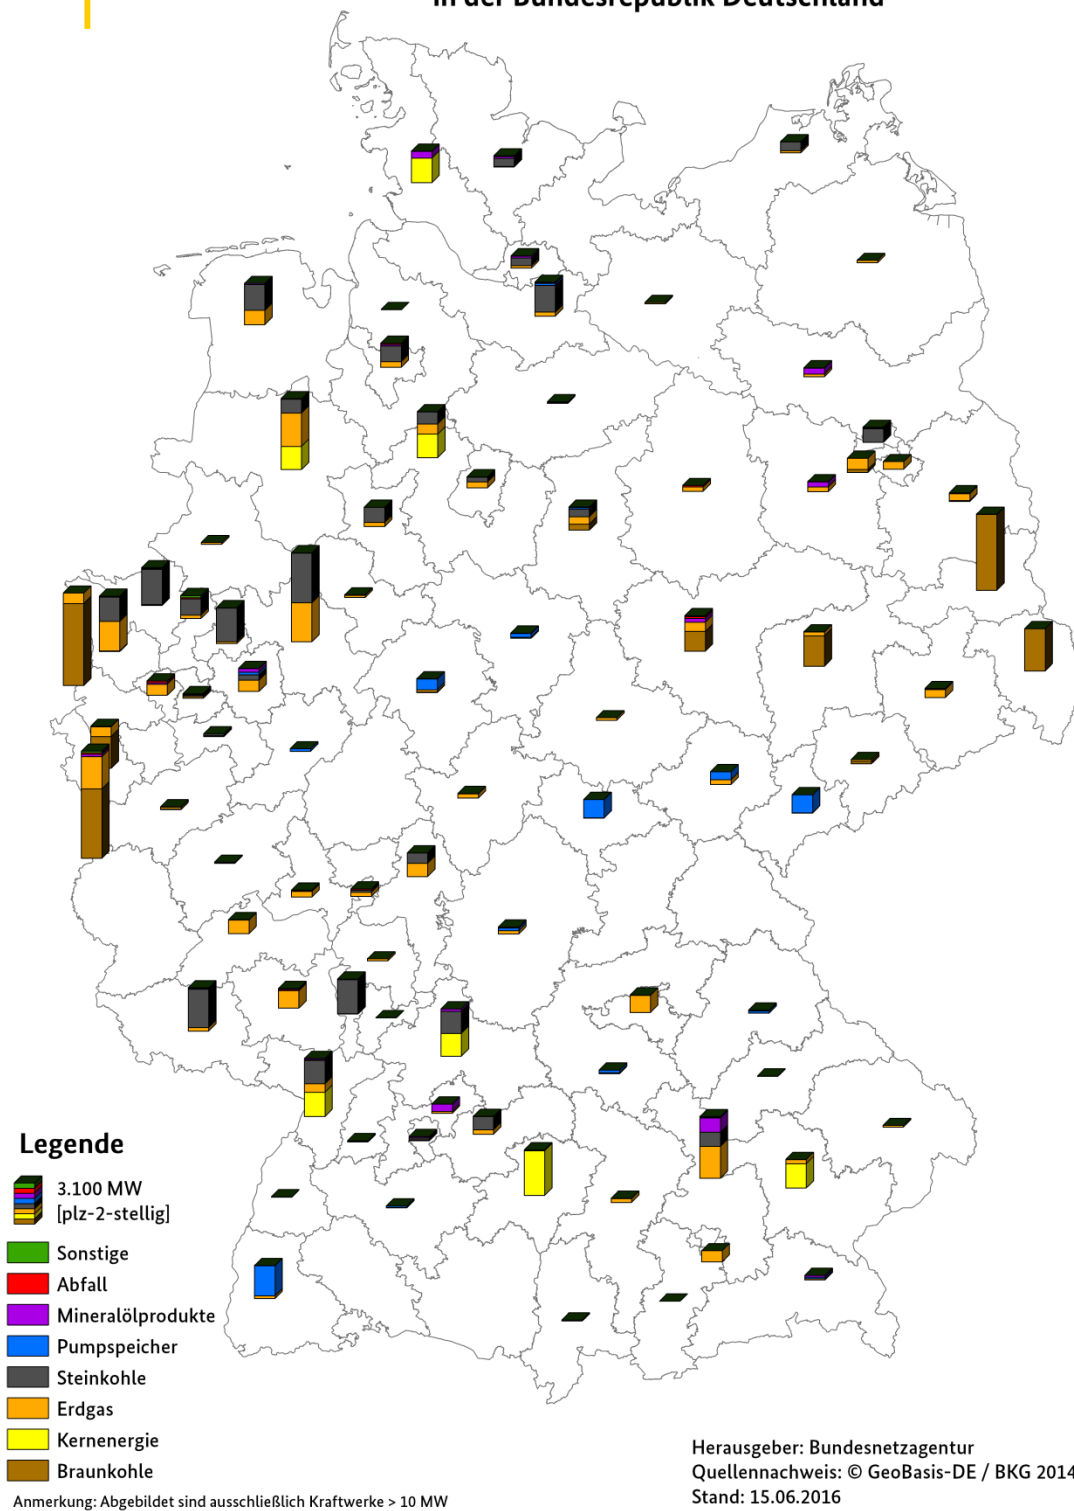 in der Bundesrepublik Deutschland
Legende
3.100 MW
[plz-2-stellig]
Sonstige
Abfall
Mineralölprodukte
Pumpspeicher
Steinkohle
Erdgas
Kernenergie
Braunkohle
Anmerkung: Abgebildet sind ausschließlich Kraftwerke > 10 MW
Herausgeber: Bundesnetzagentur
Quellennachweis: © GeoBasis-DE / BKG 2014
Stand: 15.06.2016